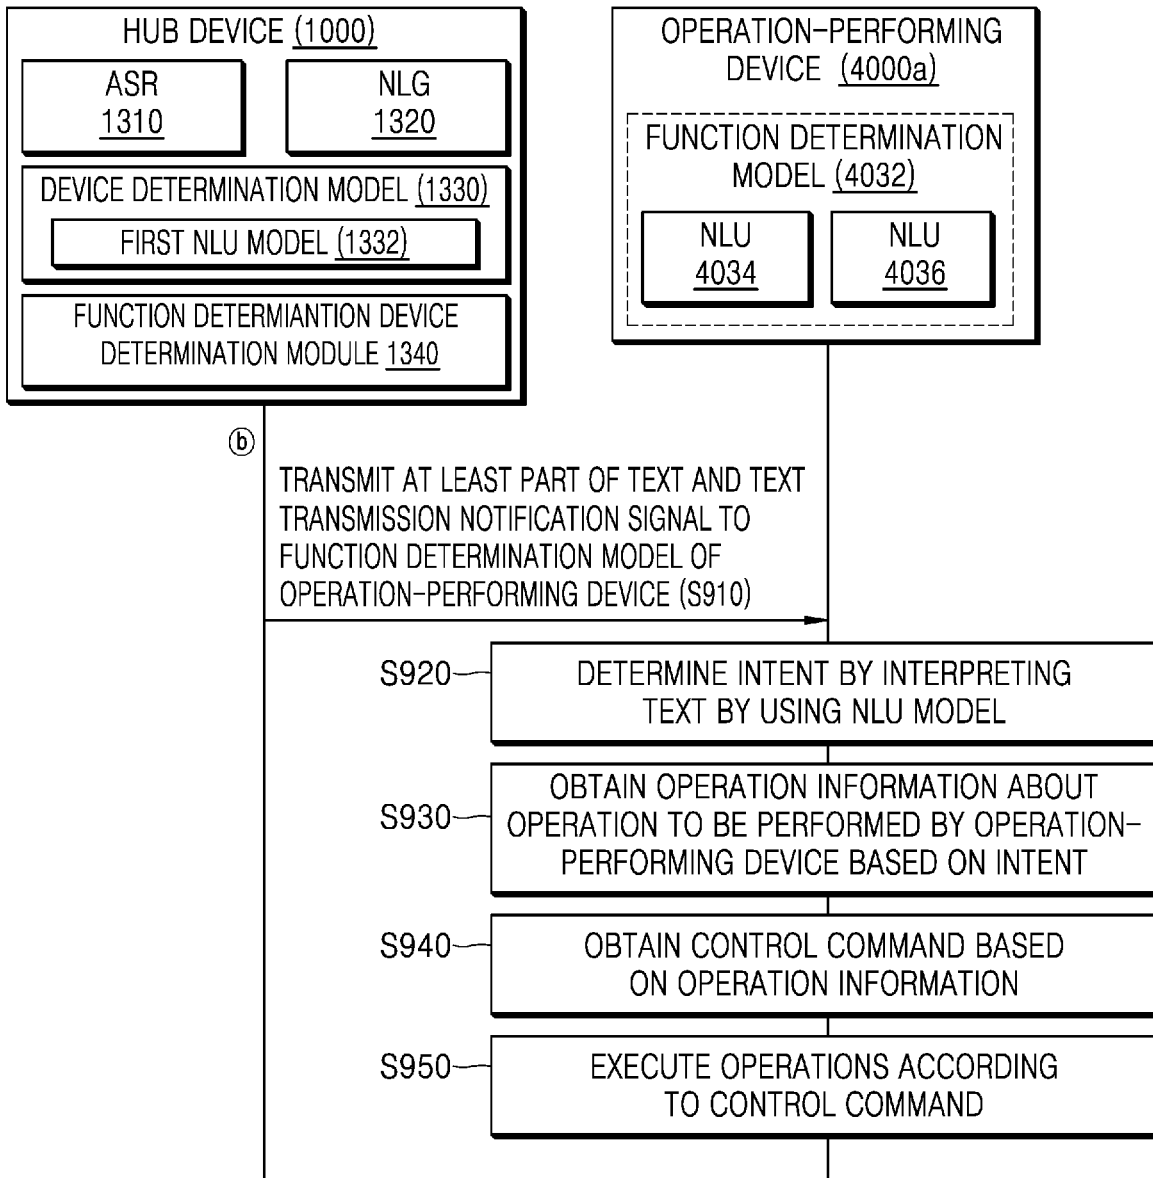 HUB DEVICE (1000)
ASR
1310
NLG
1320
DEVICE DETERMINATION MODEL (1330)
FIRST NLU MODEL (1332)
FUNCTION DETERMIANTION DEVICE
DETERMINATION MODULE 1340
OPERATION-PERFORMING
DEVICE (4000a)
FUNCTION DETERMINATION
MODEL (4032)
NLU
4034
NLU
4036
b
TRANSMIT AT LEAST PART OF TEXT AND TEXT
TRANSMISSION NOTIFICATION SIGNAL TO
FUNCTION DETERMINATION MODEL OF
OPERATION-PERFORMING DEVICE (S910)
S920
DETERMINE INTENT BY INTERPRETING
TEXT BY USING NLU MODEL
S930
OBTAIN OPERATION INFORMATION ABOUT
OPERATION TO BE PERFORMED BY OPERATION-
PERFORMING DEVICE BASED ON INTENT
S940
OBTAIN CONTROL COMMAND BASED
ON OPERATION INFORMATION
S950
EXECUTE OPERATIONS ACCORDING
TO CONTROL COMMAND